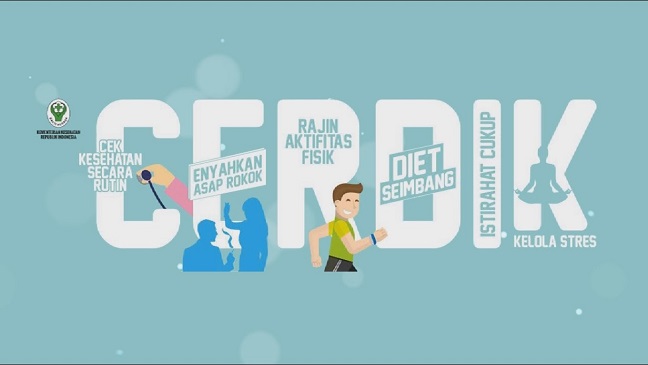 KEMENTERIAN KESEHATAN
REPUBLIK INDONESIA
CERDIK
CEK
KESEHATAN
SECARA
RUTIN
ENYAHKAN
ASAP ROKOK
RAJIN
AKTIFITAS
FISIK
DIET
SEIMBANG
ISTIRAHAT CUKUP
KELOLA STRES